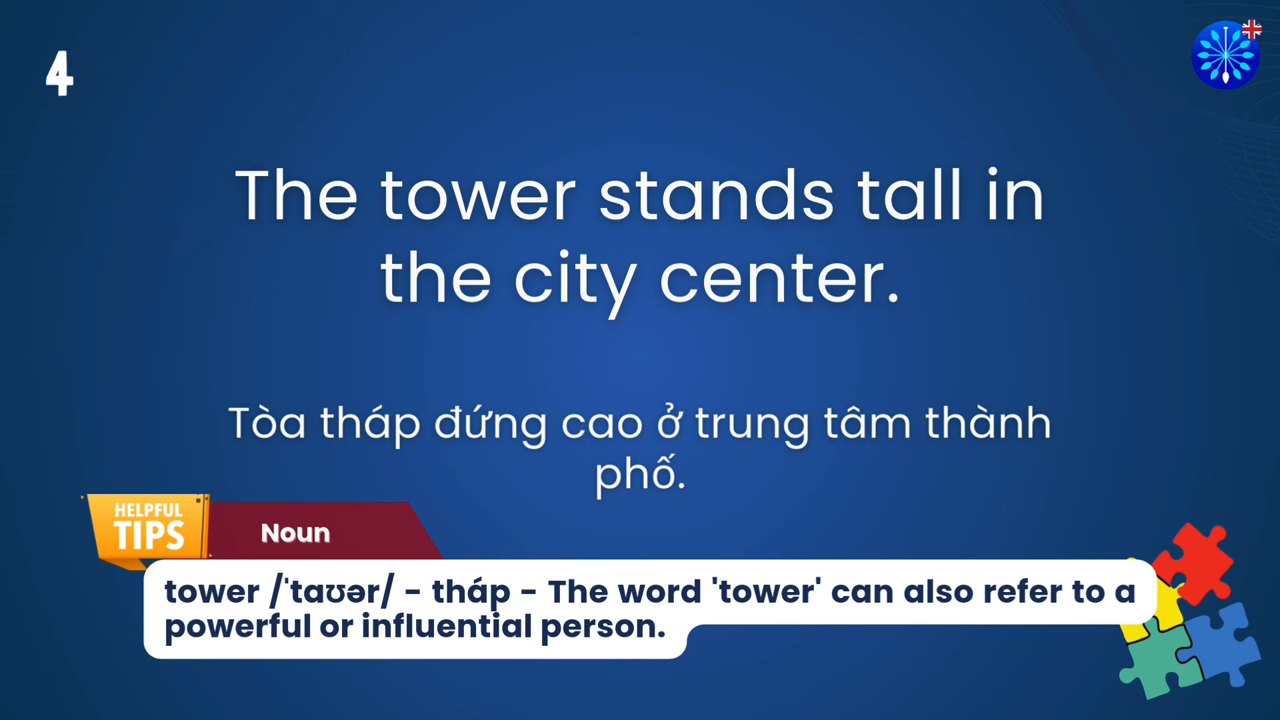 4
The tower stands tall in
the city center.
Tòa tháp đứng cao ở trung tâm thành
phố.
HELPFUL
TIPS
Noun
tower /ˈtaʊər/ - tháp - The word 'tower' can also refer to a
powerful or influential person.